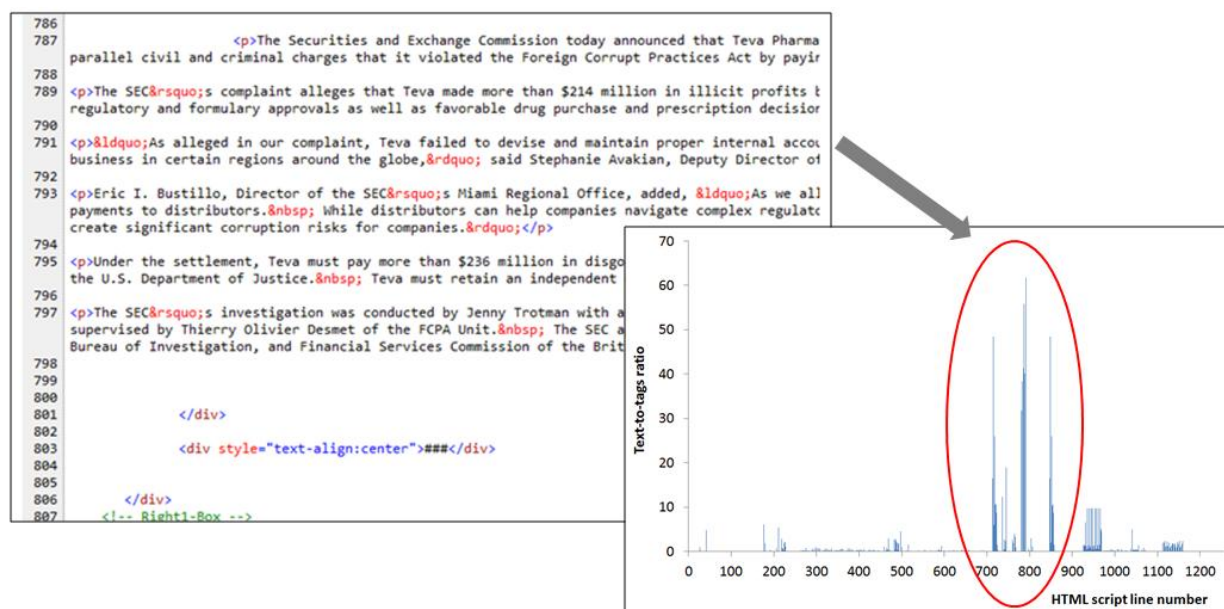 786
787 <p>The Securities and Exchange Commission today announced that Teva Pharma
parallel civil and criminal charges that it violated the Foreign Corrupt Practices Act by payin
788
789 <p>The SEC&rsquo;s complaint alleges that Teva made more than $214 million in illicit profits b
regulatory and formulary approvals as well as favorable drug purchase and prescription decision
790
791 <p>&ldquo;As alleged in our complaint, Teva failed to devise and maintain proper internal accou
business in certain regions around the globe,&rdquo; said Stephanie Avakian, Deputy Director of
792
793 <p>Eric I. Bustillo, Director of the SEC&rsquo;s Miami Regional Office, added, &ldquo;As we all
payments to distributors.&nbsp; While distributors can help companies navigate complex regulato
create significant corruption risks for companies.&rdquo;</p>
794
795 <p>Under the settlement, Teva must pay more than $236 million in disgo
the U.S. Department of Justice.&nbsp; Teva must retain an independent
796
797 <p>The SEC&rsquo;s investigation was conducted by Jenny Trotman with a
supervised by Thierry Olivier Desmet of the FCPA Unit.&nbsp; The SEC a
Bureau of Investigation, and Financial Services Commission of the Brit
798
799
800
801 </div>
802
803 <div style="text-align:center">###</div>
804
805
806 </div>
807 <!-- Right1-Box -->
70
60
50
40
30
20
10
0
Text-to-tags ratio
0 100 200 300 400 500 600 700 800 900 1000 1100 1200
HTML script line number